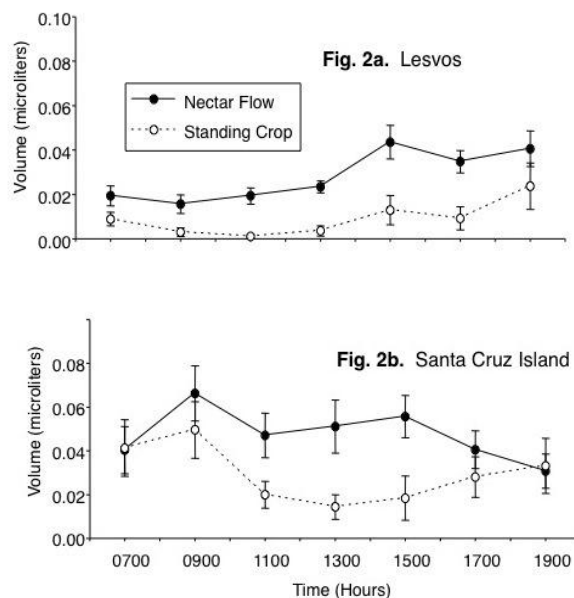 0.10
Fig. 2a. Lesvos
0.08
Nectar Flow
0.06
Standing Crop
0.04
0.02
0.00
Volume (microliters)
Fig. 2b. Santa Cruz Island
0.08
0.06
0.04
0.02
0.00
Volume (microliters)
0700 0900 1100 1300 1500 1700 1900
Time (Hours)